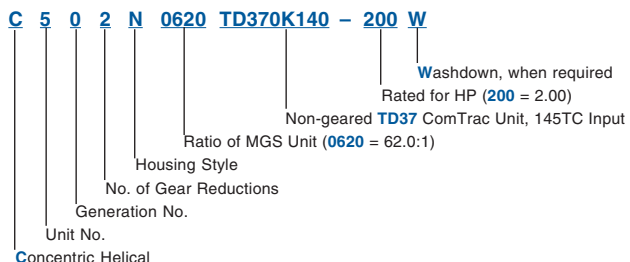 C 5 0 2 N 0620 TD370K140 – 200 W
Washdown, when required
Rated for HP (200 = 2.00)
Non-geared TD37 ComTrac Unit, 145TC Input
Ratio of MGS Unit (0620 = 62.0:1)
Housing Style
No. of Gear Reductions
Generation No.
Unit No.
Concentric Helical